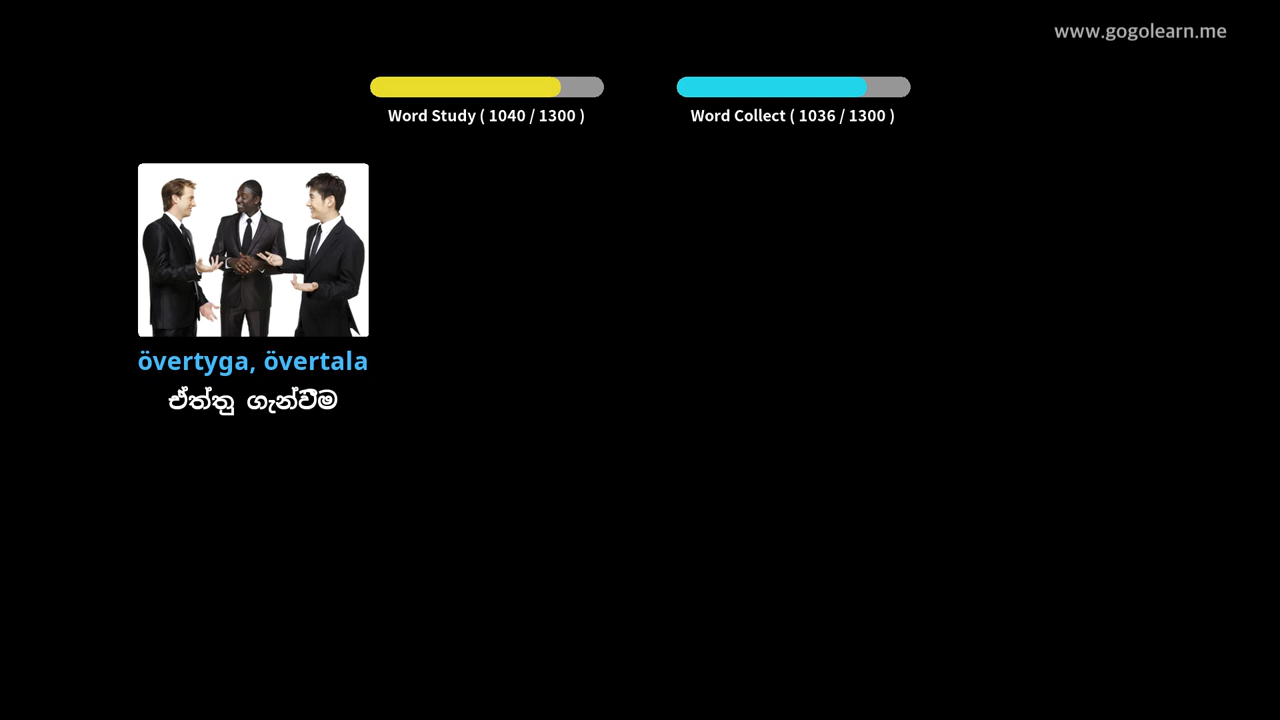 www.gogolearn.me
Word Study ( 1040 / 1300 )
Word Collect ( 1036 / 1300 )
övertyga, övertala
ඒත්තු ගැන්වීම